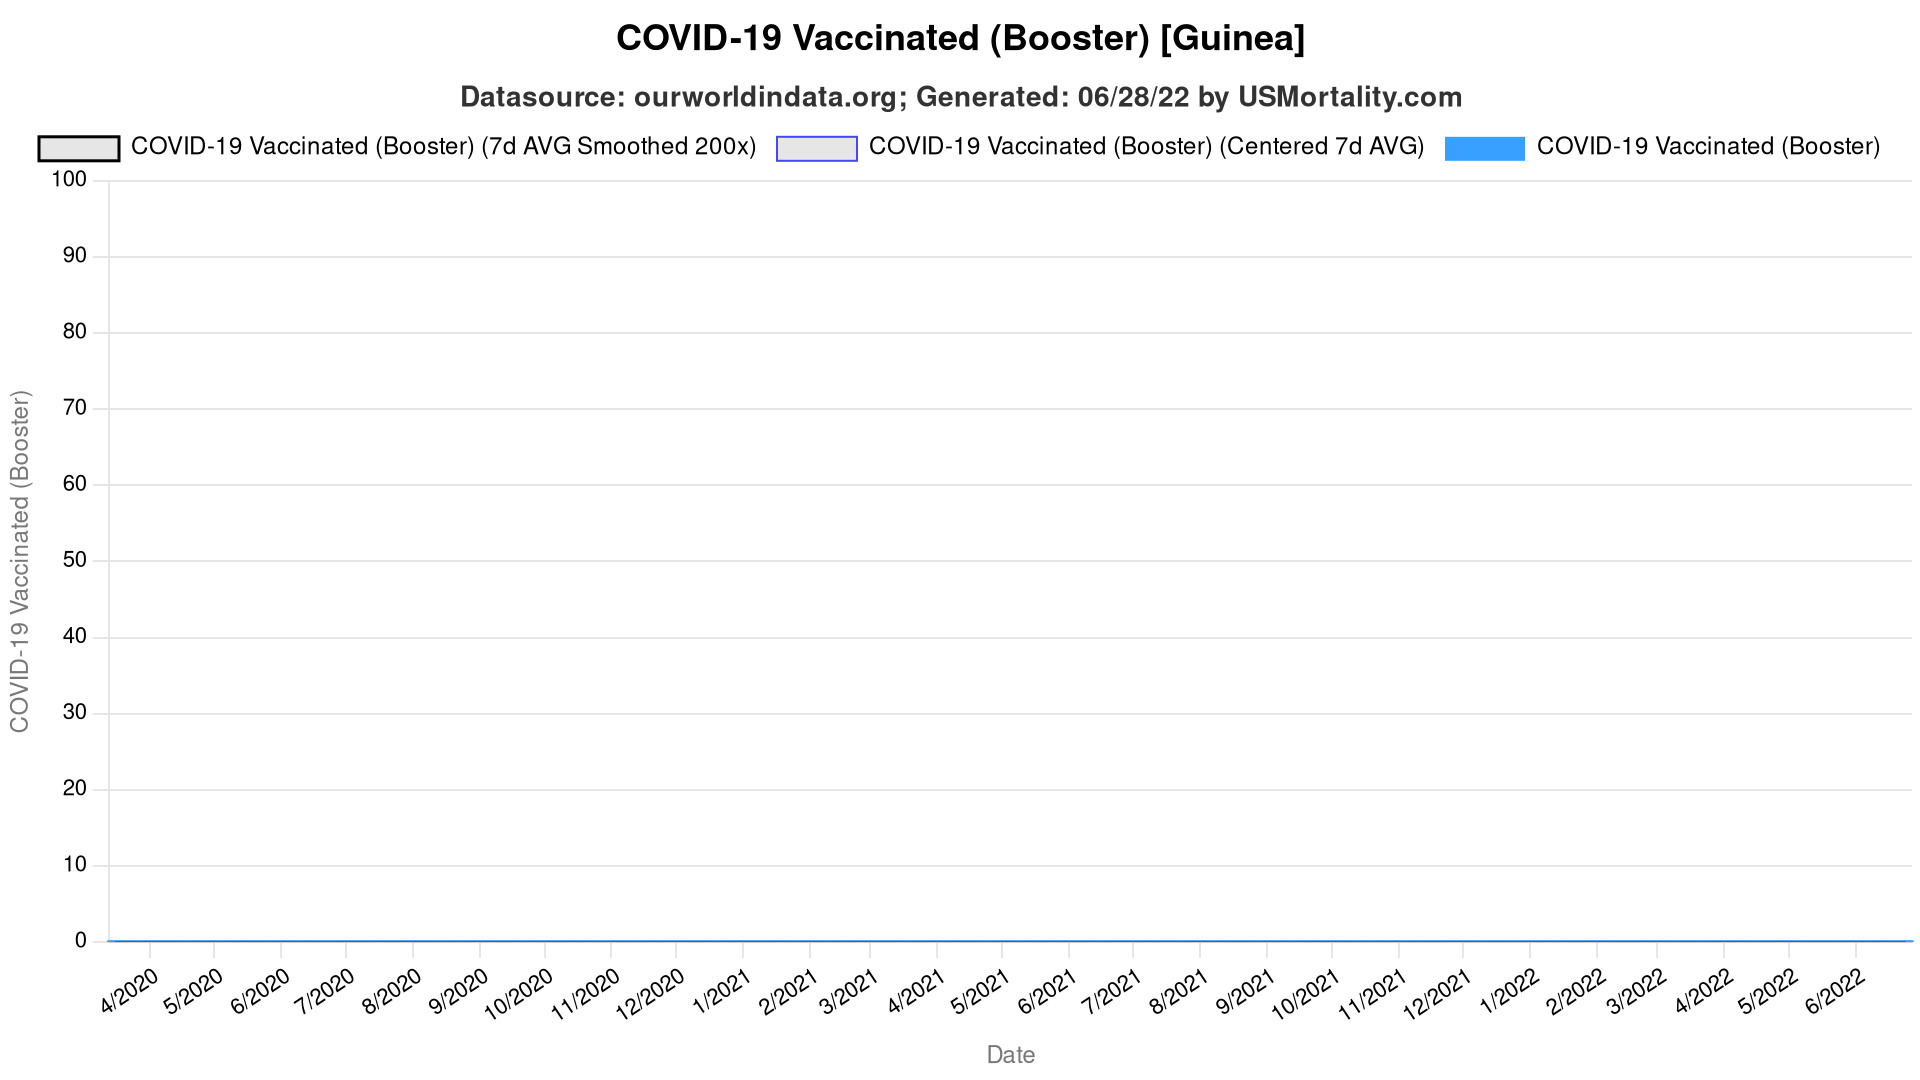 COVID-19 Vaccinated (Booster) [Guinea]
Datasource: ourworldindata.org; Generated: 06/28/22 by USMortality.com
COVID-19 Vaccinated (Booster) (7d AVG Smoothed 200x) COVID-19 Vaccinated (Booster) (Centered 7d AVG) COVID-19 Vaccinated (Booster)
100
90
80
70
60
50
40
30
20
10
0
COVID-19 Vaccinated (Booster)
4/2020 5/2020 6/2020 7/2020 8/2020 9/2020 10/2020 11/2020 12/2020 1/2021 2/2021 3/2021 4/2021 5/2021 6/2021 7/2021 8/2021 9/2021 10/2021 11/2021 12/2021 1/2022 2/2022 3/2022 4/2022 5/2022 6/2022
Date